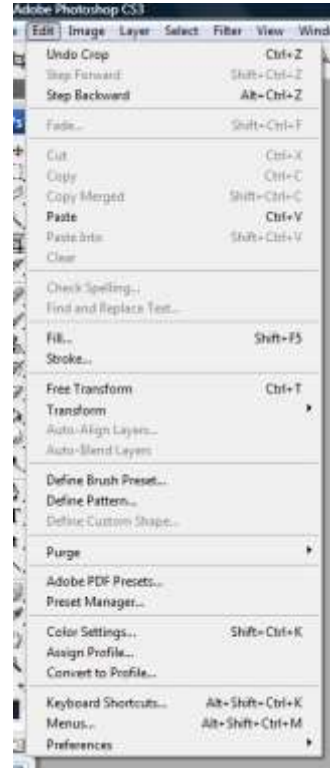 Adobe Photoshop CS3
Edit Image Layer Select Filter View Wind
Undo Crop Ctrl+Z
Step Forward Shift+Ctrl+Z
Step Backward Alt+Ctrl+Z
Fade... Shift+Ctrl+F
Cut Ctrl+X
Copy Ctrl+C
Copy Merged Shift+Ctrl+C
Paste Ctrl+V
Paste Into Shift+Ctrl+V
Clear
Check Spelling...
Find and Replace Text...
Fill... Shift+F5
Stroke...
Free Transform Ctrl+T
Transform
Auto-Align Layers...
Auto-Blend Layers
Define Brush Preset...
Define Pattern...
Define Custom Shape...
Purge
Adobe PDF Presets...
Preset Manager...
Color Settings... Shift+Ctrl+K
Assign Profile...
Convert to Profile...
Keyboard Shortcuts... Alt+Shift+Ctrl+K
Menus... Alt+Shift+Ctrl+M
Preferences